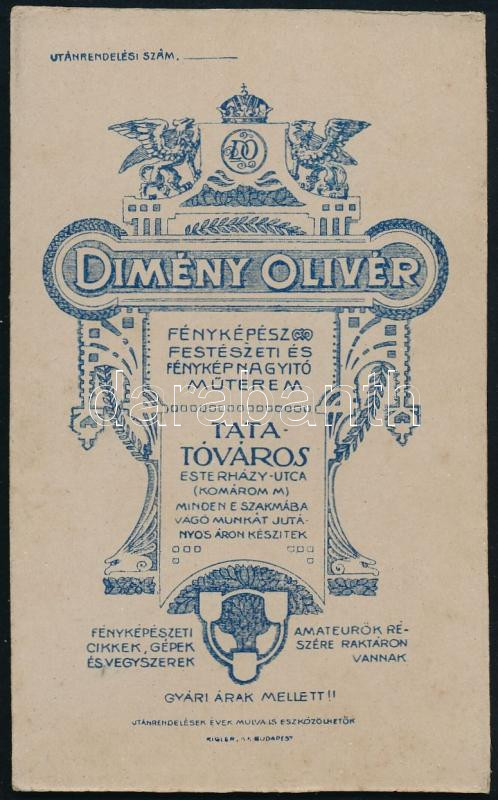 UTÁNRENDELÉSI SZÁM.
DO
DIMÉNY OLIVÉR
FÉNYKÉPÉSZ
FESTÉSZETI ÉS
FÉNYKÉPNAGYITÓ
MŰTEREM
TATA-
TÓVÁROS
ESTERHÁZY-UTCA
(KOMÁROM M)
MINDEN E SZAKMÁBA
VÁGÓ MUNKÁT JUTÁ-
NYOS ÁRON KÉSZITEK
FÉNYKÉPÉSZETI
CIKKEK, GÉPEK
ÉS VEGYSZEREK
AMATEURÖK RÉ-
SZÉRE RAKTÁRON
VANNAK
GYÁRI ÁRAK MELLETT!!
UTÁNRENDELÉSEK ÉVEK MULVA IS ESZKÖZÖLHETŐK
RIGLER, BUDAPEST
darabanth